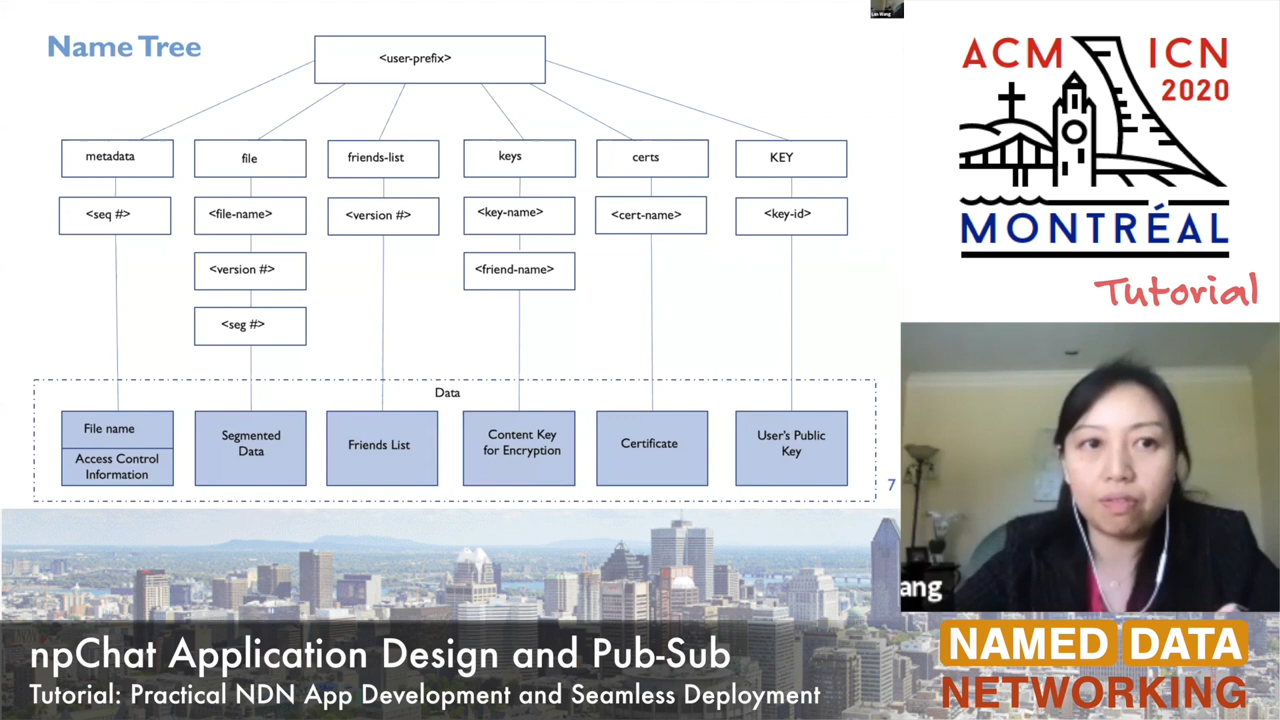 Name Tree
<user-prefix>
metadata
file
friends-list
keys
certs
KEY
<seq #>
<file-name>
<version #>
<key-name>
<cert-name>
<key-id>
<version #>
<friend-name>
<seg #>
Data
File name
Access Control
Information
Segmented
Data
Friends List
Content Key
for Encryption
Certificate
User's Public
Key
7
Lan Wang
ACM ICN
2020
MONTRÉAL
Tutorial
ang
npChat Application Design and Pub-Sub
Tutorial: Practical NDN App Development and Seamless Deployment
NAMED DATA
NETWORKING